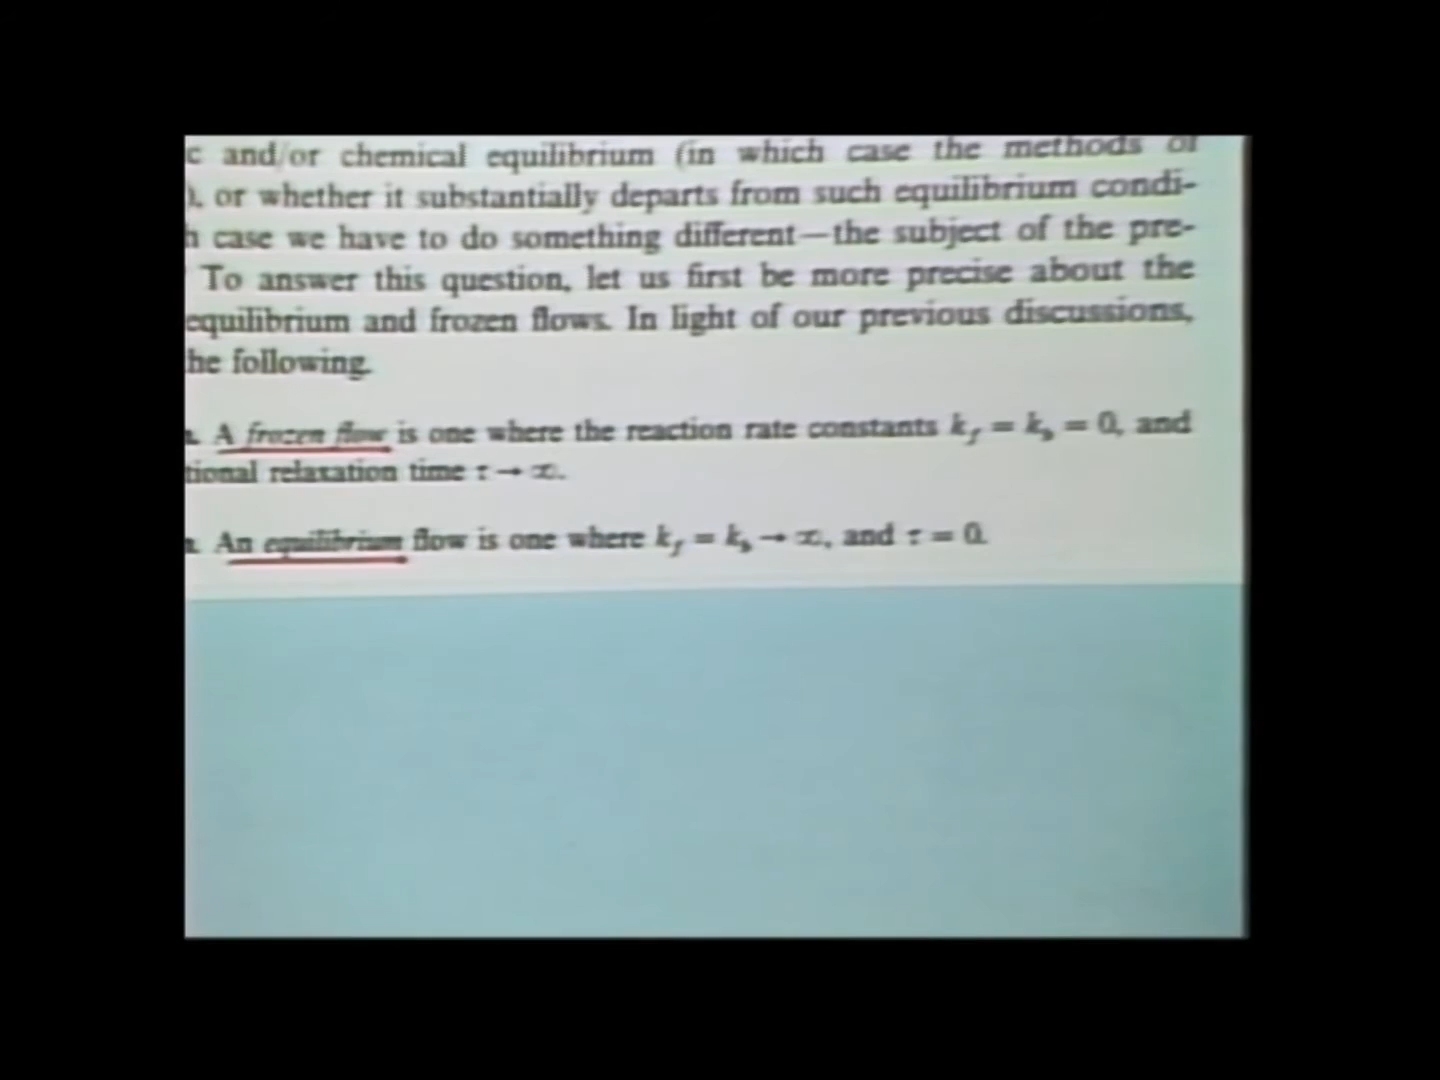 c and/or chemical equilibrium (in which case the methods of
), or whether it substantially departs from such equilibrium condi-
h case we have to do something different—the subject of the pre-
To answer this question, let us first be more precise about the
equilibrium and frozen flows. In light of our previous discussions,
he following.
. A frozen flow is one where the reaction rate constants k_f = k_b = 0, and
tional relaxation time τ → ∞.
. An equilibrium flow is one where k_f = k_b → ∞, and τ = 0.